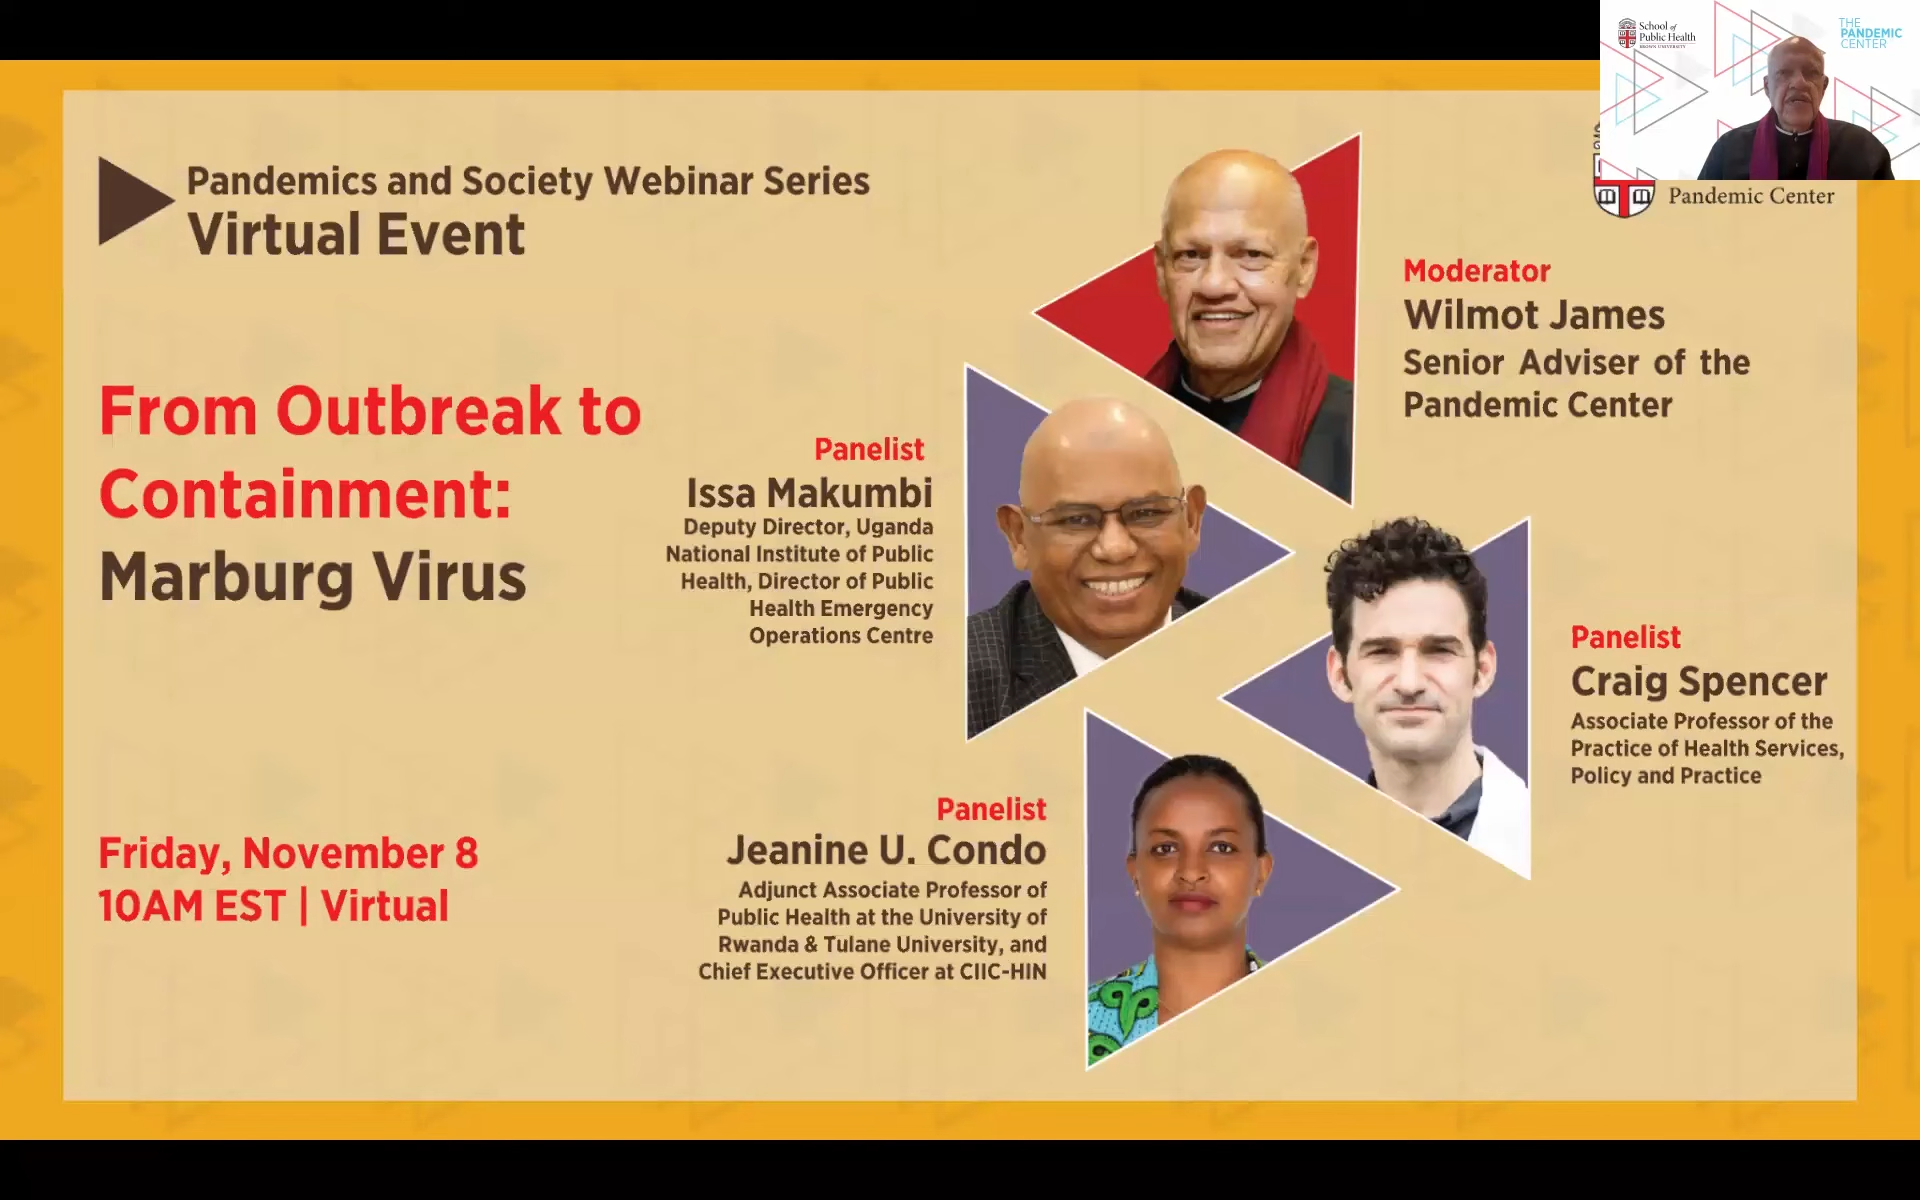 School of
Public Health
BROWN UNIVERSITY
THE
PANDEMIC
CENTER
Pandemics and Society Webinar Series
Virtual Event
Pandemic Center
From Outbreak to
Containment:
Marburg Virus
Friday, November 8
10AM EST | Virtual
Moderator
Wilmot James
Senior Adviser of the
Pandemic Center
Panelist
Issa Makumbi
Deputy Director, Uganda
National Institute of Public
Health, Director of Public
Health Emergency
Operations Centre
Panelist
Craig Spencer
Associate Professor of the
Practice of Health Services,
Policy and Practice
Panelist
Jeanine U. Condo
Adjunct Associate Professor of
Public Health at the University of
Rwanda & Tulane University, and
Chief Executive Officer at CIIC-HIN